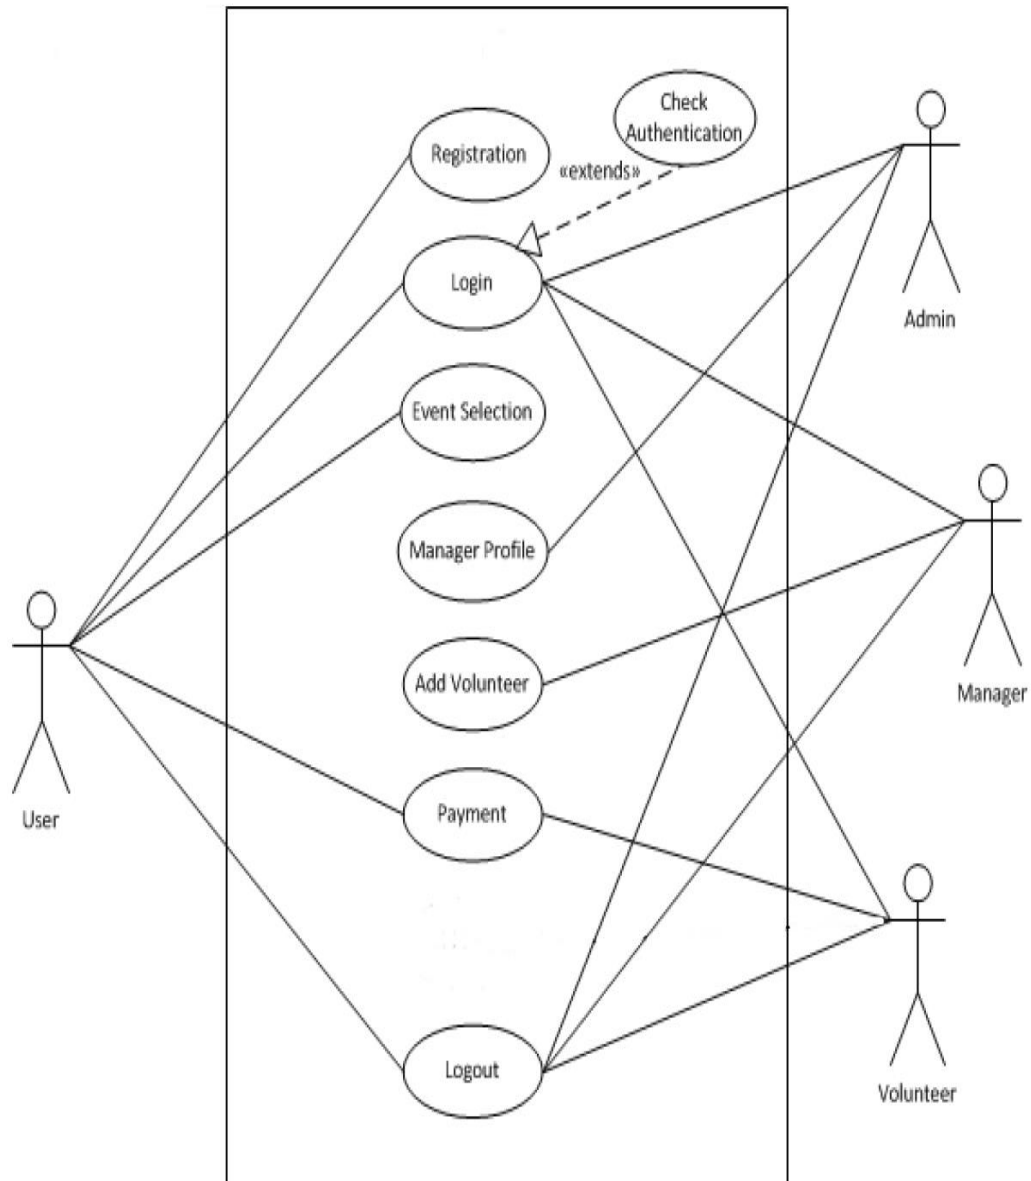 Check
Authentication
Registration
«extends»
Login
Admin
Event Selection
Manager Profile
Add Volunteer
Manager
Payment
User
Logout
Volunteer